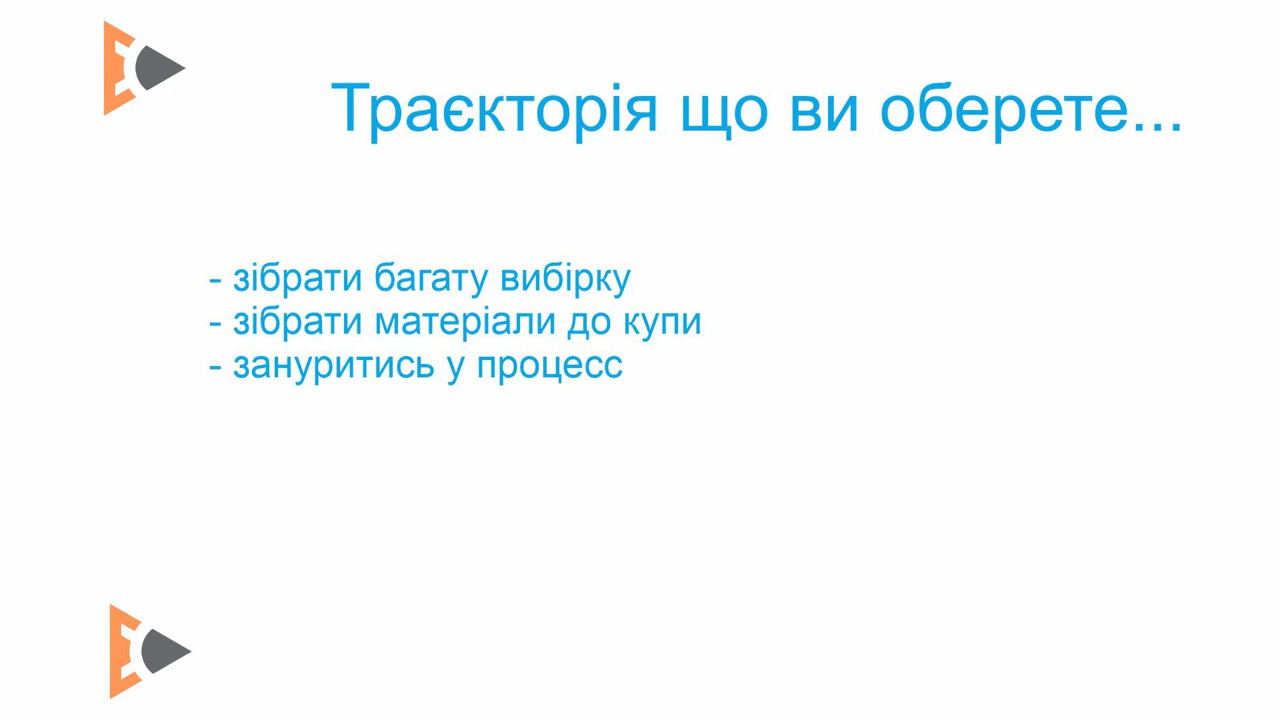 Траєкторія що ви оберете...
- зібрати багату вибірку
- зібрати матеріали до купи
- зануритись у процесс